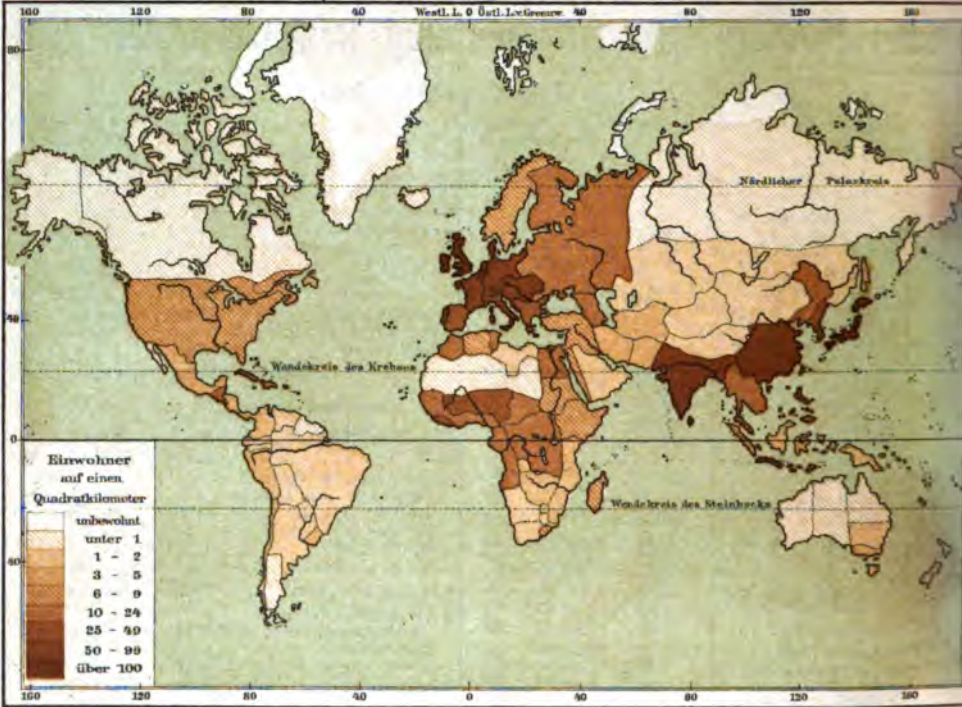 160 120 80 40 Westl. L. 0 Östl. L. v. Greenw. 40 80 120 160
80
Nördlicher Polarkreis
40
Wendekreis des Krebses
0
Einwohner
auf einen
Quadratkilometer
unbewohnt
unter 1
1 - 2
3 - 5
6 - 9
10 - 24
25 - 49
50 - 99
über 100
Wendekreis des Steinbocks
40
160 120 80 40 0 40 80 120 160